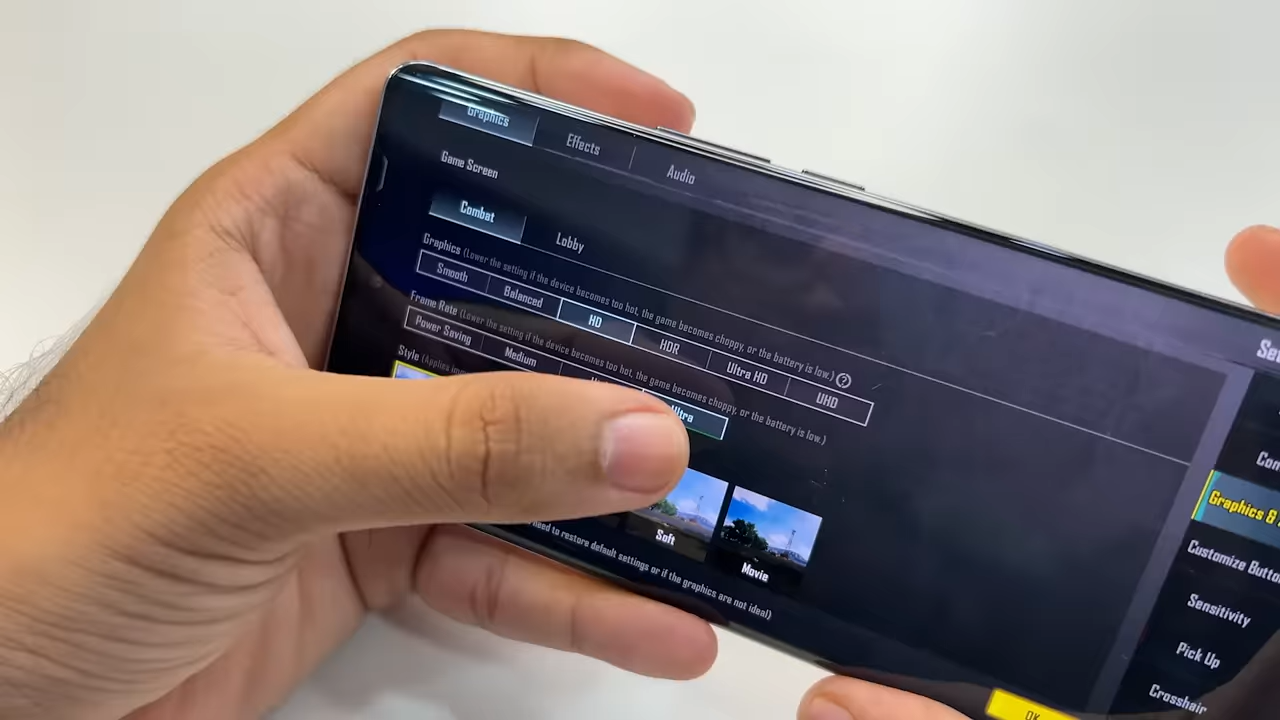 Graphics Effects Audio
Game Screen
Combat Lobby
Graphics (Lower the setting if the device becomes too hot, the game becomes choppy, or the battery is low.) ?
Smooth Balanced HD HDR Ultra HD UHD
Frame Rate (Lower the setting if the device becomes too hot, the game becomes choppy, or the battery is low.)
Power Saving Medium Ultra
Style (Applies
Soft Movie
need to restore default settings or if the graphics are not ideal)
OK
Graphics &
Customize
Sensitivity
Pick Up
Crosshair